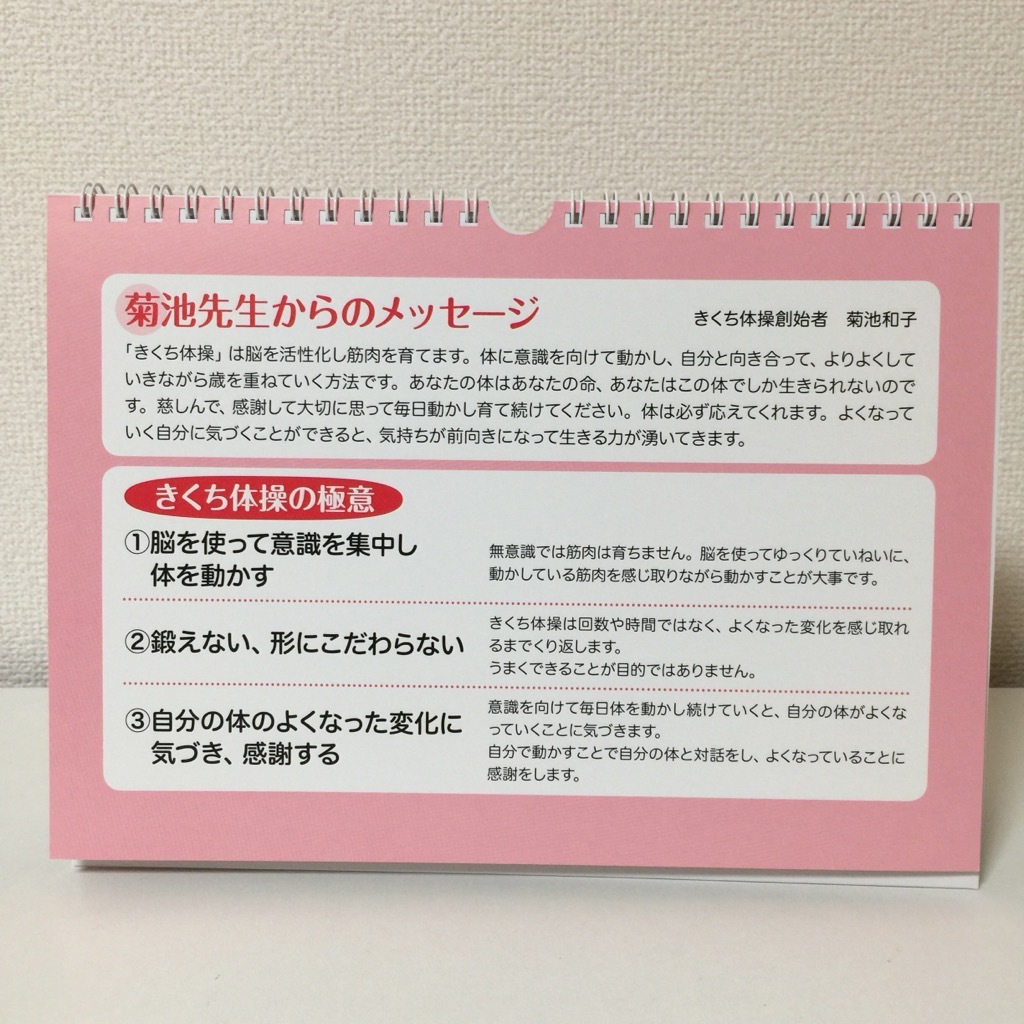 菊池先生からのメッセージ
きくち体操創始者　菊池和子
「きくち体操」は脳を活性化し筋肉を育てます。体に意識を向けて動かし、自分と向き合って、よりよくして
いきながら歳を重ねていく方法です。あなたの体はあなたの命、あなたはこの体でしか生きられないので
す。慈しんで、感謝して大切に思って毎日動かし育て続けてください。体は必ず応えてくれます。よくなって
いく自分に気づくことができると、気持ちが前向きになって生きる力が湧いてきます。
きくち体操の極意
①脳を使って意識を集中し
体を動かす
無意識では筋肉は育ちません。脳を使ってゆっくりていねいに、
動かしている筋肉を感じ取りながら動かすことが大事です。
②鍛えない、形にこだわらない
きくち体操は回数や時間ではなく、よくなった変化を感じ取れ
るまでくり返します。
うまくできることが目的ではありません。
③自分の体のよくなった変化に
気づき、感謝する
意識を向けて毎日体を動かし続けていくと、自分の体がよくな
っていくことに気づきます。
自分で動かすことで自分の体と対話をし、よくなっていることに
感謝をします。